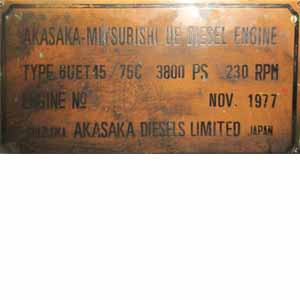 AKASAKA-MITSUBISHI UE DIESEL ENGINE
TYPE 6UET45/75C 3800 PS 230 RPM
ENGINE No NOV. 1977
AKASAKA DIESELS LIMITED JAPAN